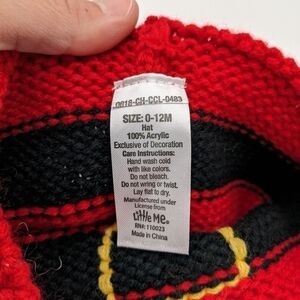 0018-GH-CCL-0483
SIZE: 0-12M
Hat
100% Acrylic
Exclusive of Decoration
Care Instructions:
Hand wash cold
with like colors.
Do not bleach.
Do not wring or twist.
Lay flat to dry.
Manufactured under
License from
Little Me.
RN#: 110023
Made in China